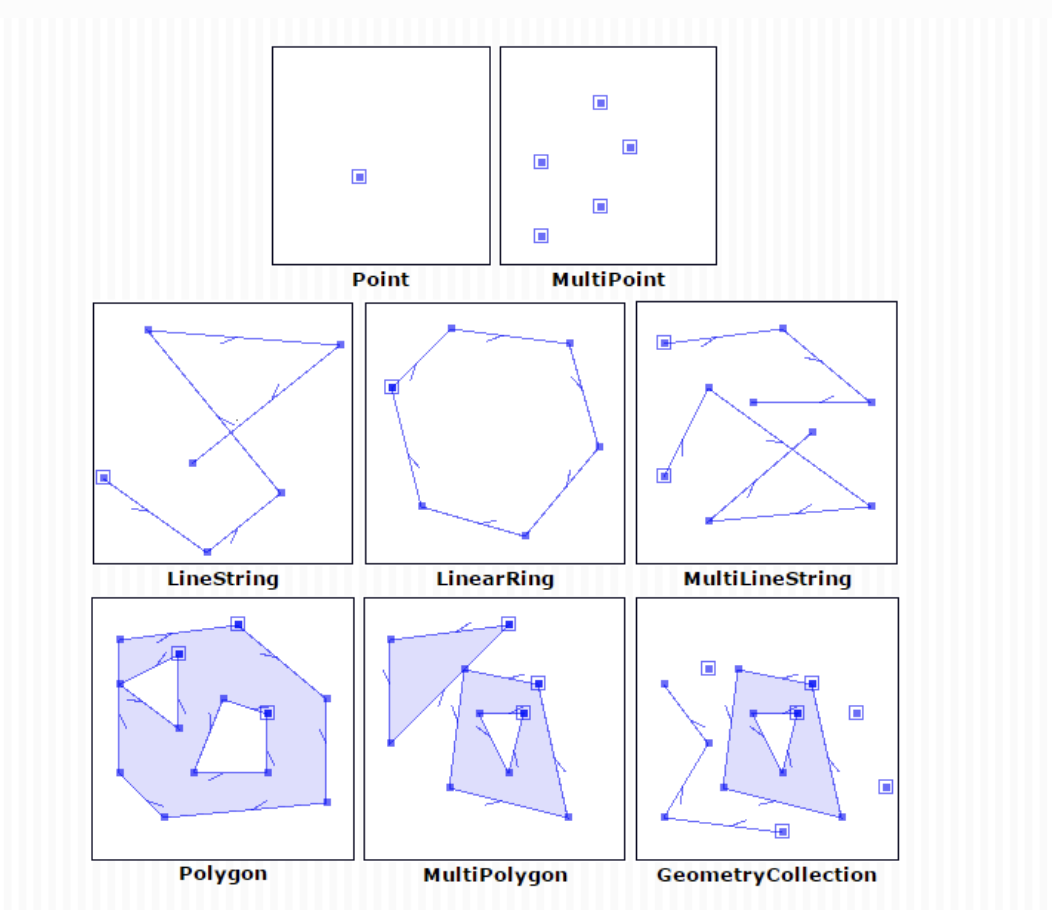 Point MultiPoint
LineString LinearRing MultiLineString
Polygon MultiPolygon GeometryCollection